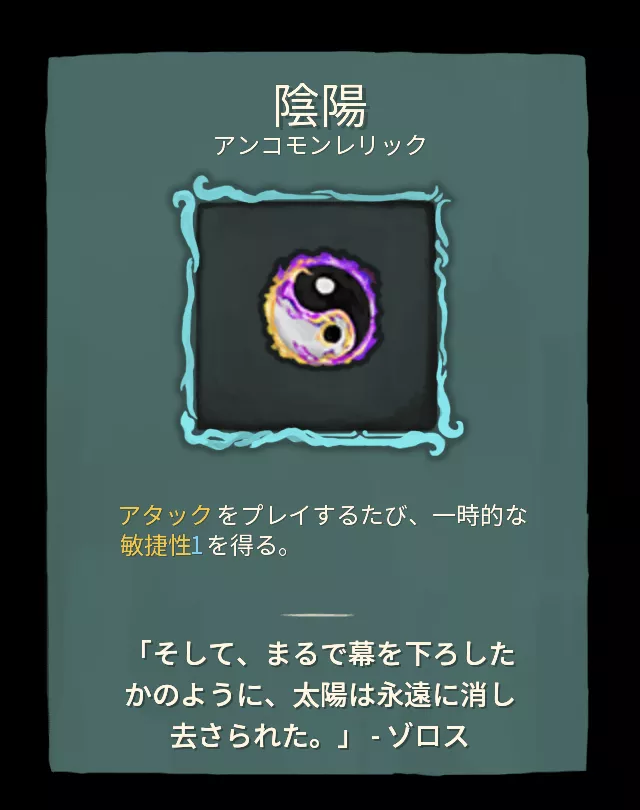 陰陽
アンコモンレリック
アタックをプレイするたび、一時的な
敏捷性1を得る。
「そして、まるで幕を下ろした
かのように、太陽は永遠に消し
去さられた。」 - ゾロス